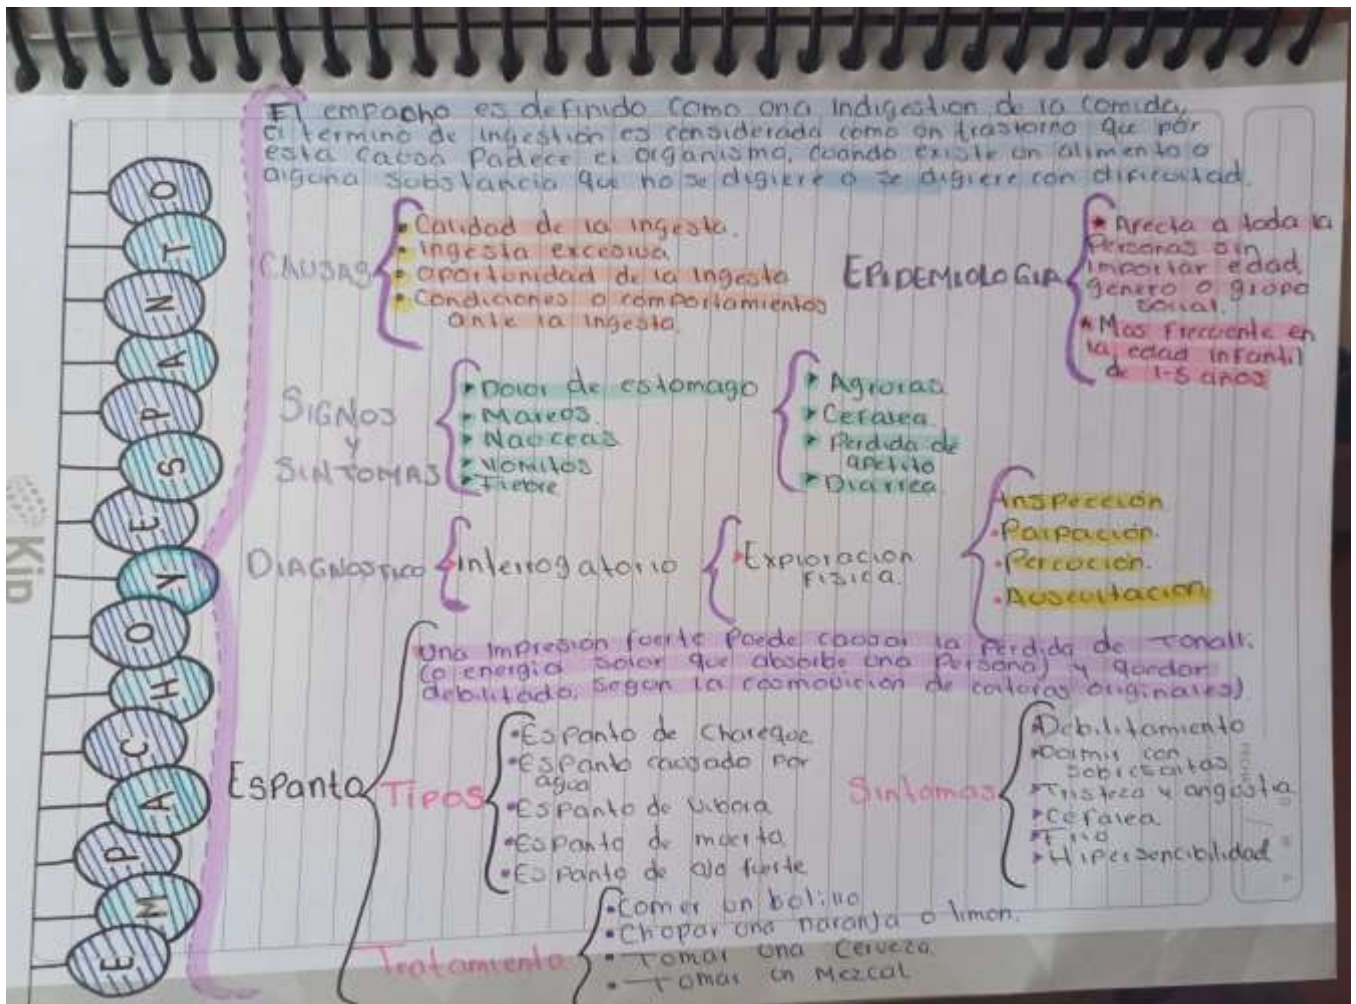 EMPACHO Y ESPANTO
El empacho es definido como una indigestion de la comida,
el termino de ingestión es considerada como un trastorno que por
esta causa padece el organismo, cuando existe un alimento o
alguna substancia que no se digiere o se digiere con dificultad.
CAUSAS
• Calidad de la ingesta.
• Ingesta excesiva
• oportunidad de la ingesta
• Condiciones o comportamientos
ante la ingesta.
EPIDEMIOLOGIA
* Afecta a toda la
Personas sin
importar edad,
genero o grupo
social.
* Mas frecuente en
la edad infantil
de 1-5 años
SIGNOS
Y
SINTOMAS
Dolor de estomago
Mareos.
Nauceas
Vomitos
Fiebre
Agruras.
Cefalea.
Perdida de
apetito
Diarrea.
DIAGNOSTICO
Interrogatorio
Exploracion
Fisica.
Inspección
• Palpación.
• Percución.
• Auscultacion
Espanto
Una impresión fuerte puede causar la perdida de Tonalli.
(o energia solar que absorbe una persona) y quedar
debilitado, segun la cosmovición de culturas originales)
Tipos
• Espanto de Chaneque
• Espanto causado por
agua
• Espanto de vibora
• Espanto de muerto.
• Espanto de ojo fuerte
Sintomas
Debilitamiento
Dormir con
sobresaltos
Tristeza y angustia
Cefalea.
Frio
Hipersencibilidad
Tratamiento
• Comer un bolillo
• Chupar una naranja o limon.
• Tomar una Cerveza.
• Tomar un Mezcal
Kip